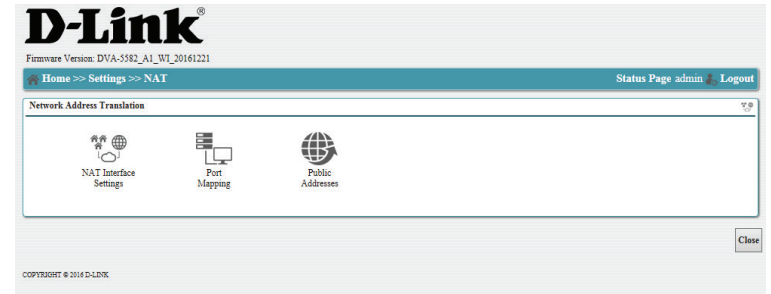 D-Link®
Firmware Version: DVA-5582_A1_WI_20161221
Home >> Settings >> NAT Status Page admin Logout
Network Address Translation
NAT Interface Settings
Port Mapping
Public Addresses
Close
COPYRIGHT © 2016 D-LINK